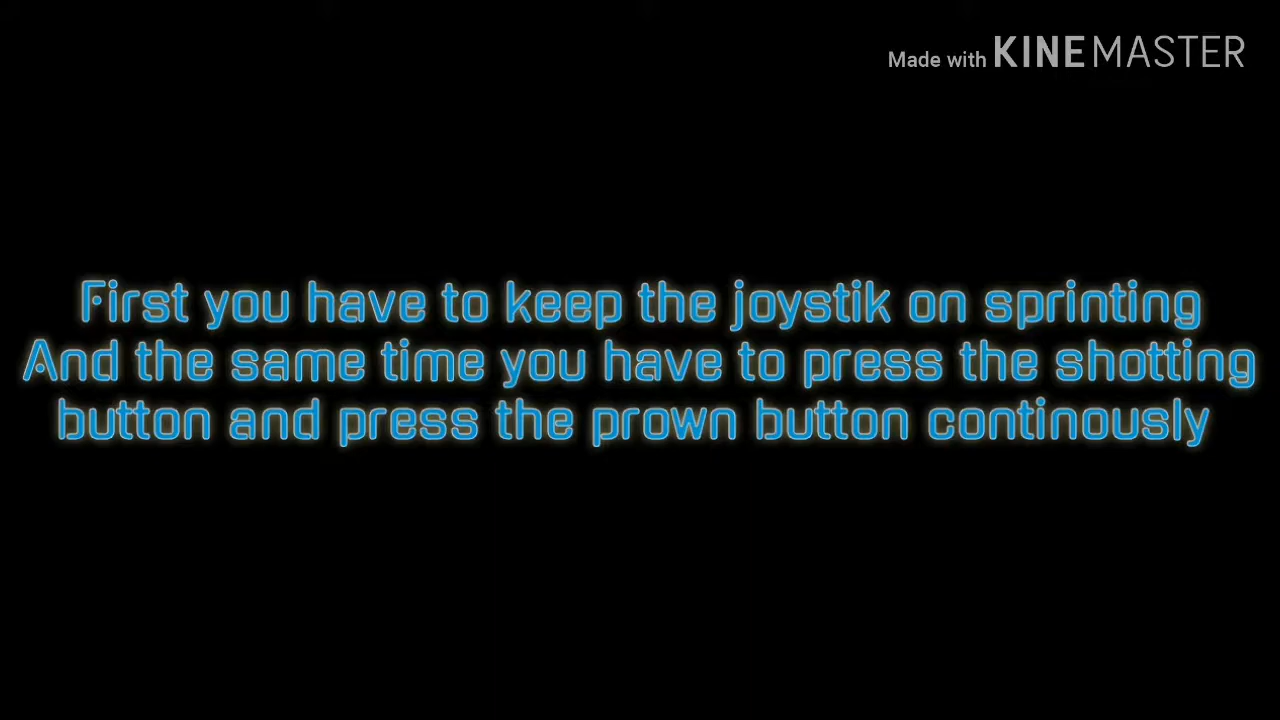 Made with KINEMASTER
First you have to keep the joystik on sprinting
And the same time you have to press the shotting
button and press the prown button continously